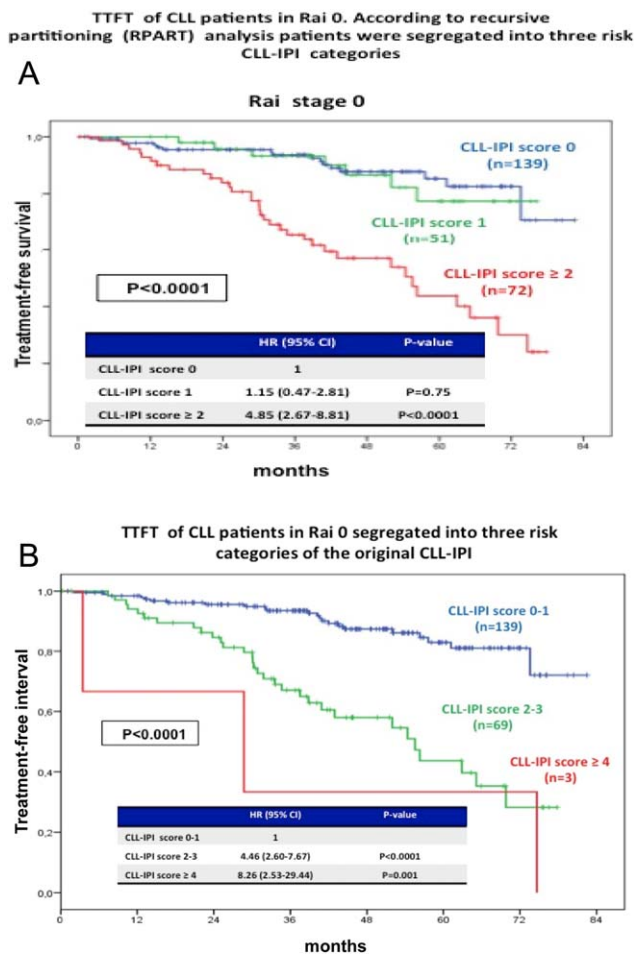 TTFT of CLL patients in Rai 0. According to recursive
partitioning (RPART) analysis patients were segregated into three risk
CLL-IPI categories
A
Rai stage 0
1,0
CLL-IPI score 0
(n=139)
CLL-IPI score 1
(n=51)
CLL-IPI score ≥ 2
(n=72)
Treatment-free survival
P<0.0001
HR (95% CI) P-value
CLL-IPI score 0 1
CLL-IPI score 1 1.15 (0.47-2.81) P=0.75
CLL-IPI score ≥ 2 4.85 (2.67-8.81) P<0.0001
0,0
0 12 24 36 48 60 72 84
months
B
TTFT of CLL patients in Rai 0 segregated into three risk
categories of the original CLL-IPI
1,0
0,8
0,6
0,4
0,2
0,0
Treatment-free interval
CLL-IPI score 0-1
(n=139)
CLL-IPI score 2-3
(n=69)
CLL-IPI score ≥ 4
(n=3)
P<0.0001
HR (95% CI) P-value
CLL-IPI score 0-1 1
CLL-IPI score 2-3 4.46 (2.60-7.67) P<0.0001
CLL-IPI score ≥ 4 8.26 (2.53-29.44) P=0.001
0 12 24 36 48 60 72 84
months